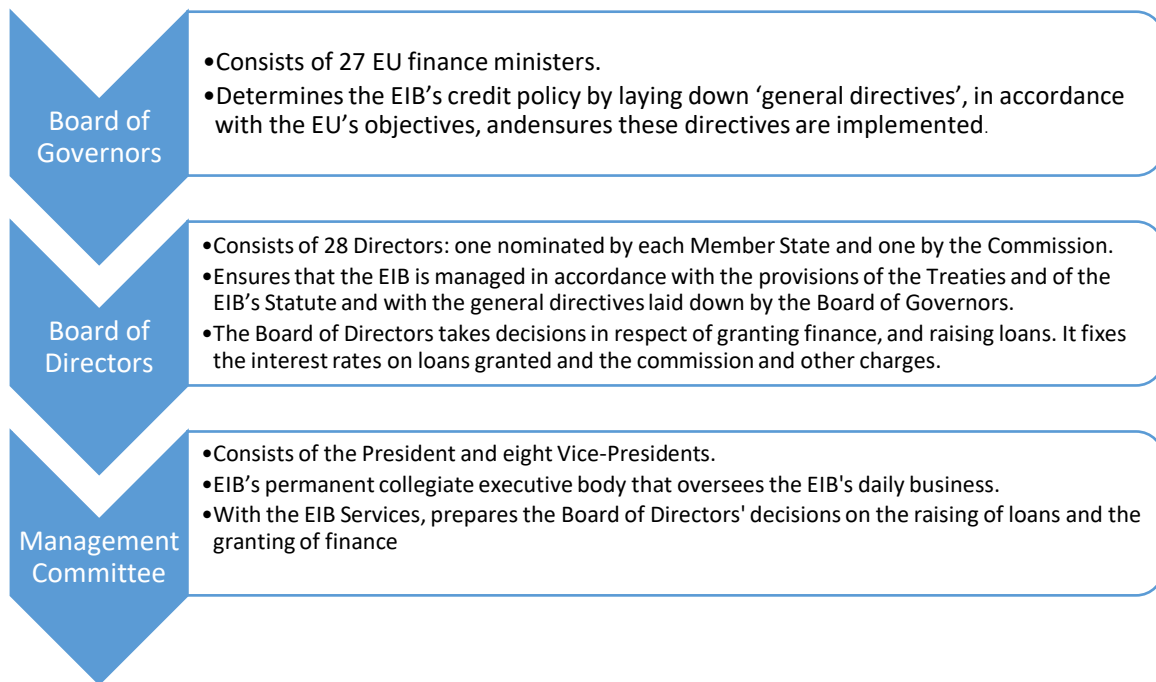 Board of
Governors
•Consists of 27 EU finance ministers.
•Determines the EIB’s credit policy by laying down ‘general directives’, in accordance
with the EU’s objectives, andensures these directives are implemented.
Board of
Directors
•Consists of 28 Directors: one nominated by each Member State and one by the Commission.
•Ensures that the EIB is managed in accordance with the provisions of the Treaties and of the
EIB’s Statute and with the general directives laid down by the Board of Governors.
•The Board of Directors takes decisions in respect of granting finance, and raising loans. It fixes
the interest rates on loans granted and the commission and other charges.
Management
Committee
•Consists of the President and eight Vice-Presidents.
•EIB’s permanent collegiate executive body that oversees the EIB's daily business.
•With the EIB Services, prepares the Board of Directors' decisions on the raising of loans and the
granting of finance